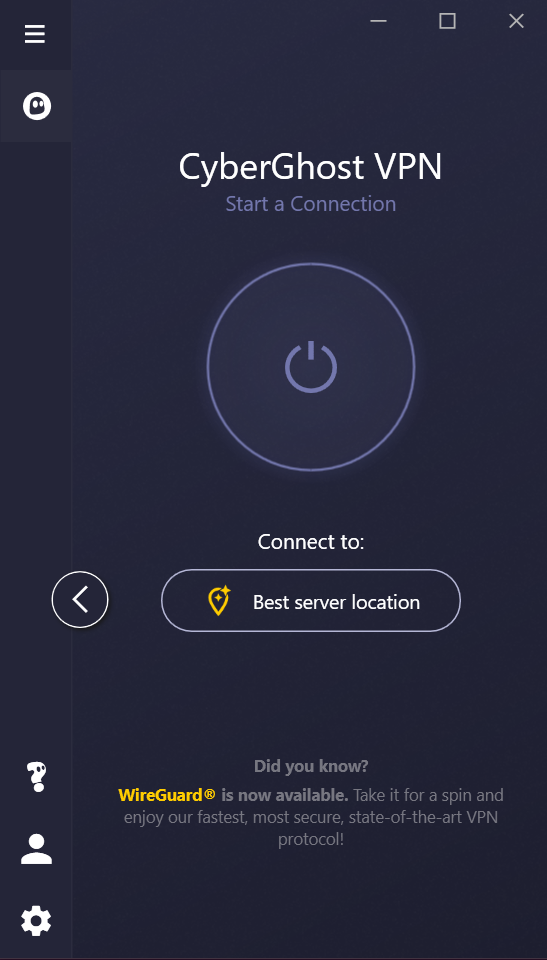 CyberGhost VPN
Start a Connection
Connect to:
Best server location
Did you know?
WireGuard® is now available. Take it for a spin and
enjoy our fastest, most secure, state-of-the-art VPN
protocol!